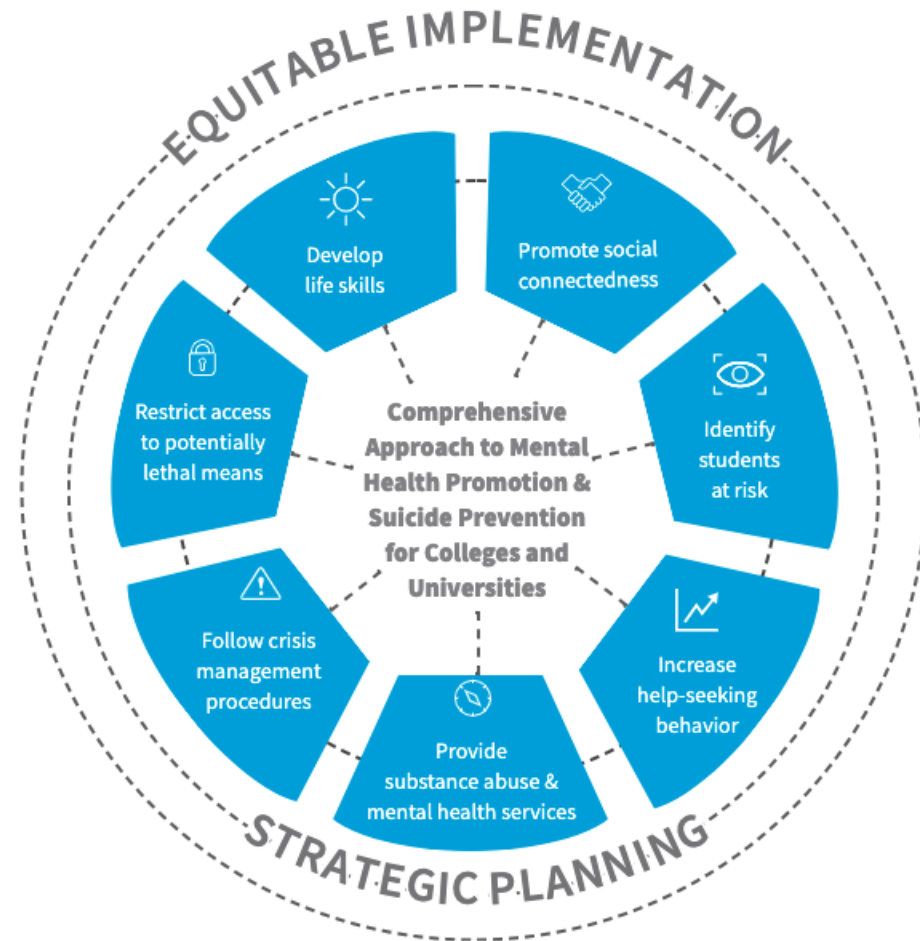 EQUITABLE IMPLEMENTATION
Develop
life skills
Promote social
connectedness
Restrict access
to potentially
lethal means
Identify
students
at risk
Comprehensive
Approach to Mental
Health Promotion &
Suicide Prevention
for Colleges and
Universities
Follow crisis
management
procedures
Increase
help-seeking
behavior
Provide
substance abuse &
mental health services
STRATEGIC PLANNING